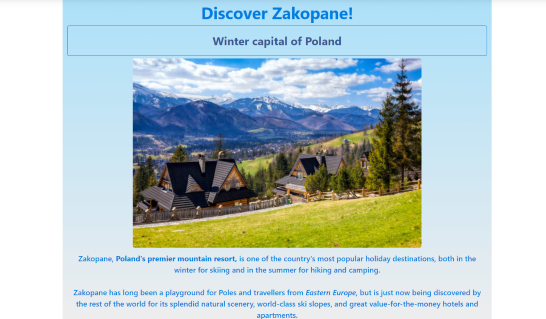 Discover Zakopane!
Winter capital of Poland
Zakopane, Poland's premier mountain resort, is one of the country's most popular holiday destinations, both in the
winter for skiing and in the summer for hiking and camping.
Zakopane has long been a playground for Poles and travellers from Eastern Europe, but is just now being discovered by
the rest of the world for its splendid natural scenery, world-class ski slopes, and great value-for-the-money hotels and
apartments.